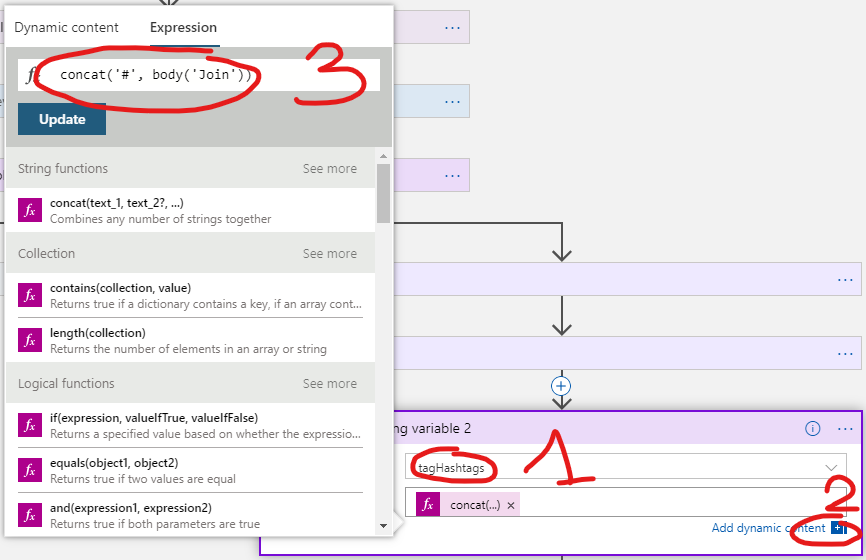 Dynamic content Expression
fx concat('#', body('Join'))
3
Update
String functions See more
fx concat(text_1, text_2?, ...)
Combines any number of strings together
Collection See more
fx contains(collection, value)
Returns true if a dictionary contains a key, if an array cont...
fx length(collection)
Returns the number of elements in an array or string
Logical functions See more
fx if(expression, valueIfTrue, valueIfFalse)
Returns a specified value based on whether the expressio...
fx equals(object1, object2)
Returns true if two values are equal
fx and(expression1, expression2)
Returns true if both parameters are true
ng variable 2
tagHashtags
1
fx concat(...) ×
2
Add dynamic content